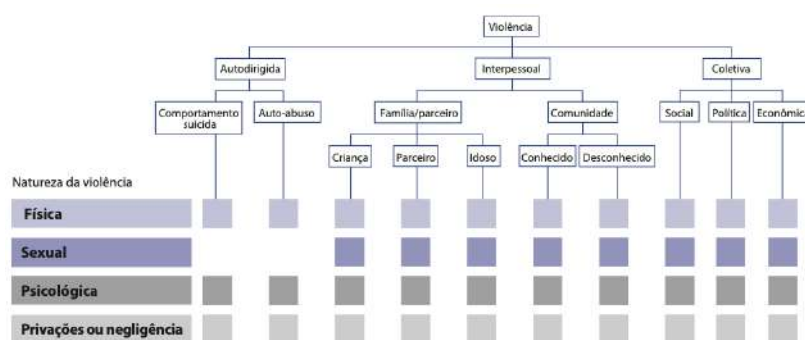 Violência
Autodirigida Interpessoal Coletiva
Comportamento
suicida
Auto-abuso Família/parceiro Comunidade Social Política Econômica
Criança Parceiro Idoso Conhecido Desconhecido
Natureza da violência
Física
Sexual
Psicológica
Privações ou negligência